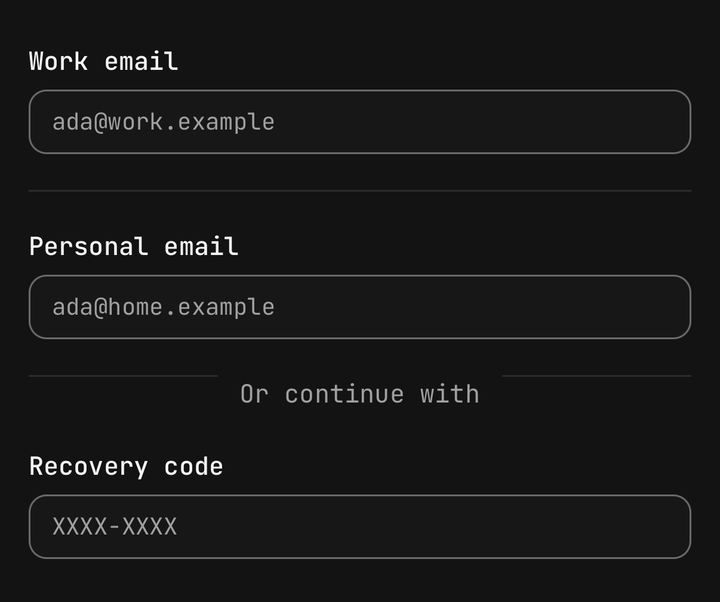 Work email
ada@work.example
Personal email
ada@home.example
Or continue with
Recovery code
XXXX-XXXX